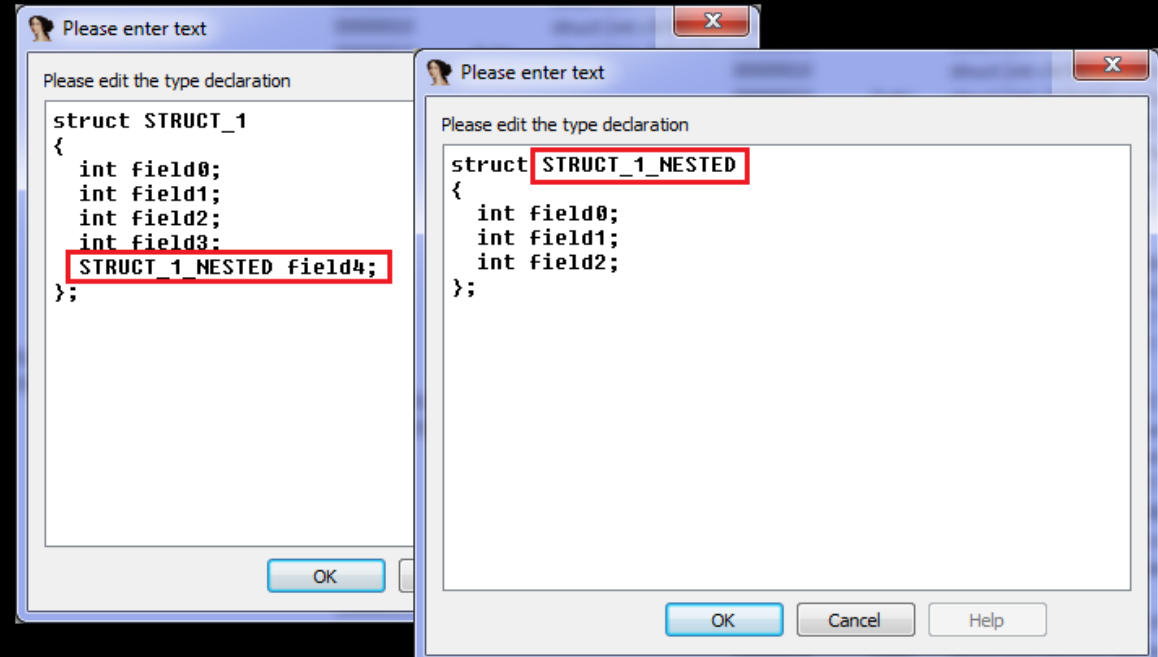 Please enter text
Please edit the type declaration
struct STRUCT_1
{
int field0;
int field1;
int field2;
int field3;
STRUCT_1_NESTED field4;
};
OK
Please enter text
Please edit the type declaration
struct STRUCT_1_NESTED
{
int field0;
int field1;
int field2;
};
OK
Cancel
Help